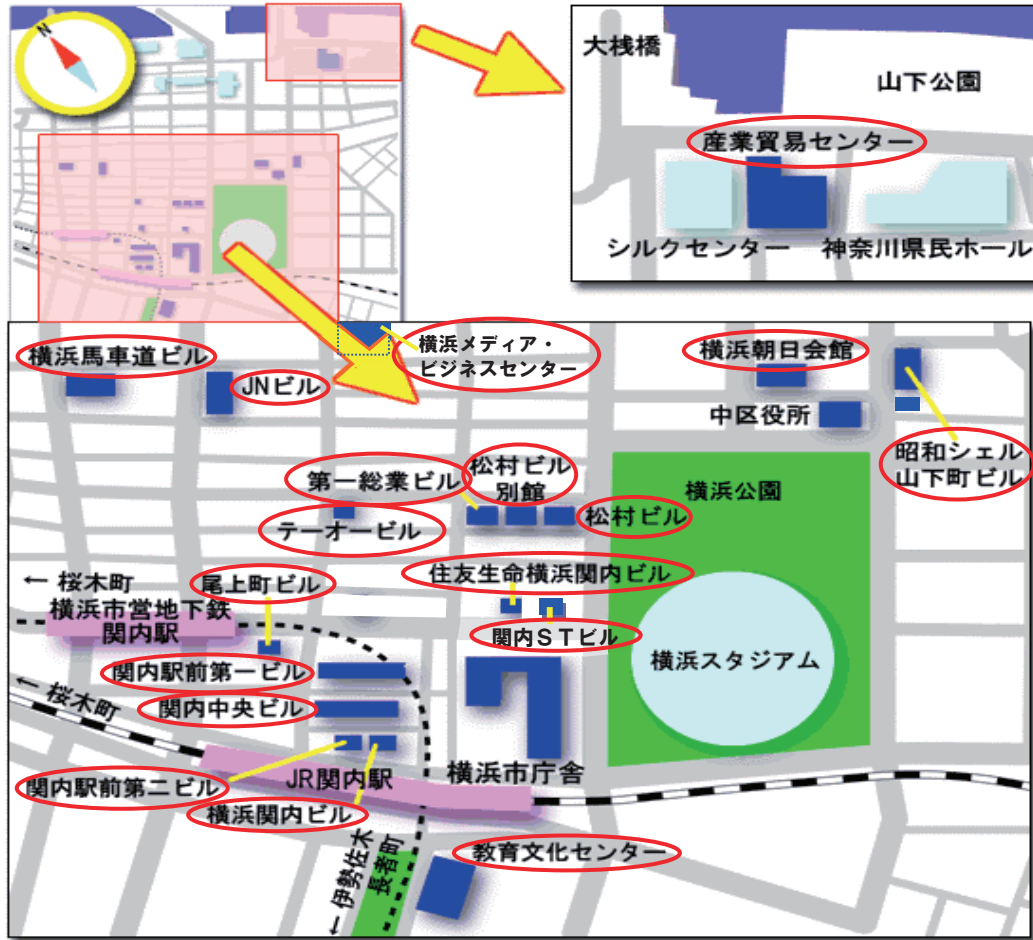 N
大桟橋
山下公園
産業貿易センター
シルクセンター
神奈川県民ホール
横浜馬車道ビル
JNビル
横浜メディア・
ビジネスセンター
横浜朝日会館
中区役所
昭和シェル
山下町ビル
第一総業ビル
松村ビル
別館
松村ビル
横浜公園
テーオービル
← 桜木町
尾上町ビル
住友生命横浜関内ビル
横浜市営地下鉄
関内駅
関内STビル
横浜スタジアム
関内駅前第一ビル
← 桜木町
関内中央ビル
関内駅前第二ビル
JR関内駅
横浜市庁舎
横浜関内ビル
教育文化センター
← 伊勢佐木
長者町